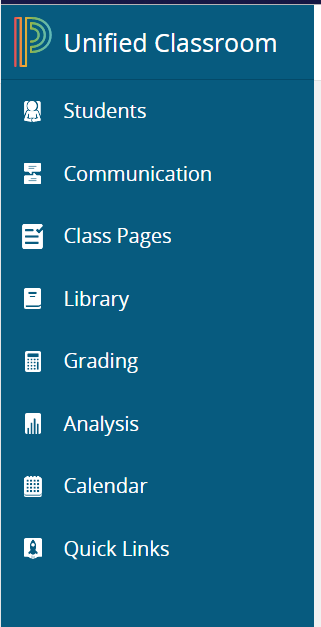 Unified Classroom
Students
Communication
Class Pages
Library
Grading
Analysis
Calendar
Quick Links